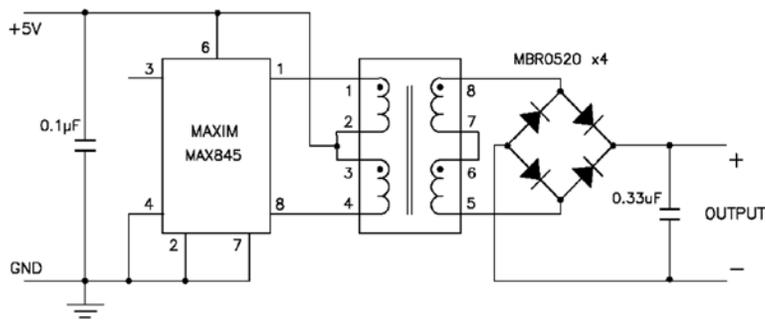 +5V
6
MBR0520 x4
3
1
1
8
0.1µF
MAXIM
MAX845
2
7
+
3
6
0.33uF
OUTPUT
4
8
4
5
2
7
GND
−